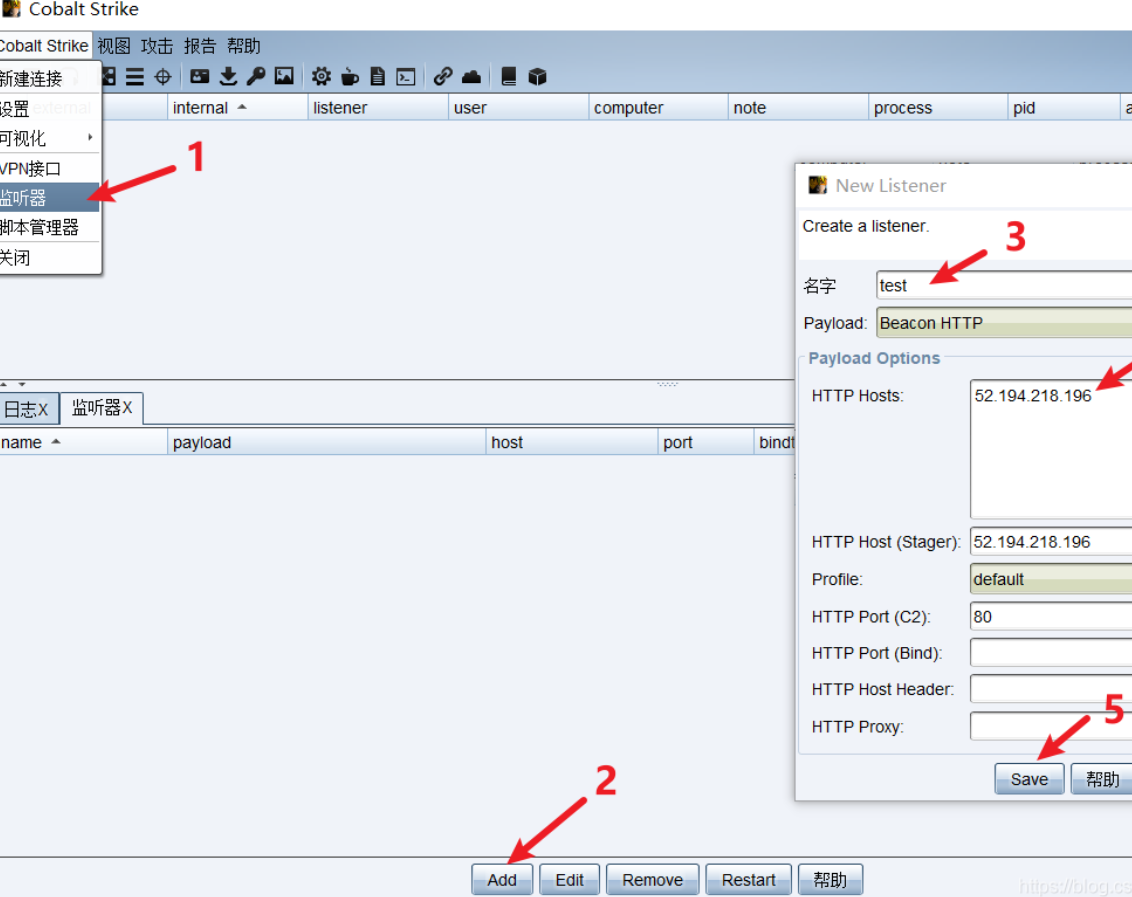 Cobalt Strike
Cobalt Strike 视图 攻击 报告 帮助
新建连接
设置
external
可视化
VPN接口
监听器
脚本管理器
关闭
internal listener user computer note process pid a
1
New Listener
Create a listener.
3
名字 test
Payload: Beacon HTTP
Payload Options
HTTP Hosts: 52.194.218.196
HTTP Host (Stager): 52.194.218.196
Profile: default
HTTP Port (C2): 80
HTTP Port (Bind):
HTTP Host Header:
HTTP Proxy:
5
Save 帮助
日志X 监听器X
name payload host port bindt
2
Add Edit Remove Restart 帮助
https://blog.cs